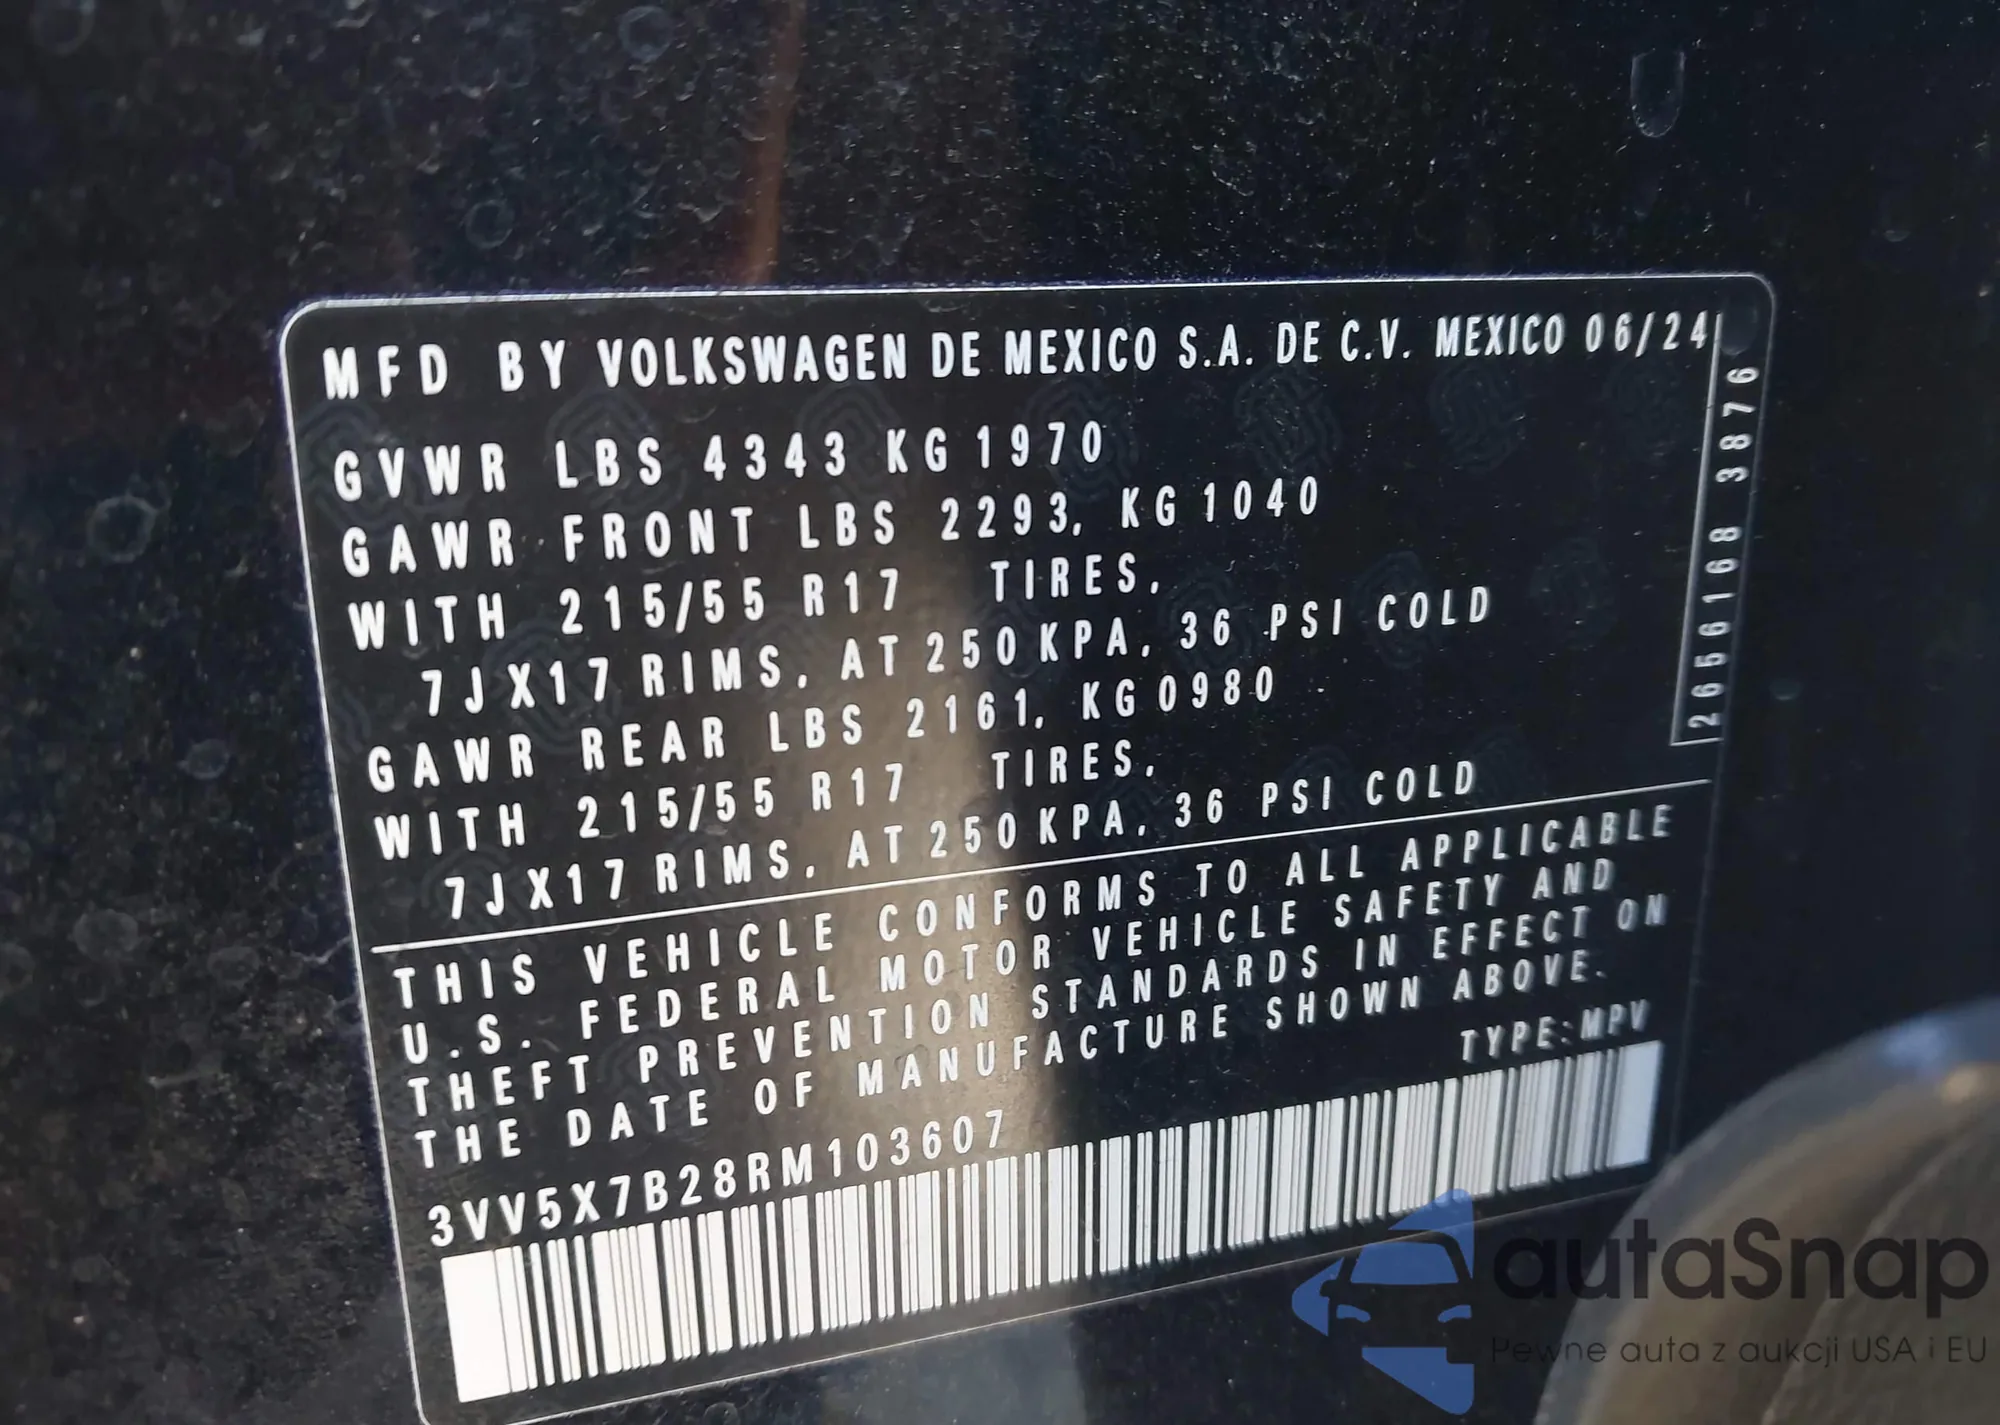 MFD BY VOLKSWAGEN DE MEXICO S.A. DE C.V. MEXICO 06/24
GVWR LBS 4343 KG 1970
GAWR FRONT LBS 2293, KG 1040
WITH 215/55 R17 TIRES,
7JX17 RIMS, AT 250 KPA, 36 PSI COLD
GAWR REAR LBS 2161, KG 0980
WITH 215/55 R17 TIRES,
7JX17 RIMS, AT 250 KPA, 36 PSI COLD
2656168 3876
THIS VEHICLE CONFORMS TO ALL APPLICABLE
U.S. FEDERAL MOTOR VEHICLE SAFETY AND
THEFT PREVENTION STANDARDS IN EFFECT ON
THE DATE OF MANUFACTURE SHOWN ABOVE.
TYPE:MPV
3VV5X7B28RM103607
autaSnap
Pewne auta z aukcji USA i EU